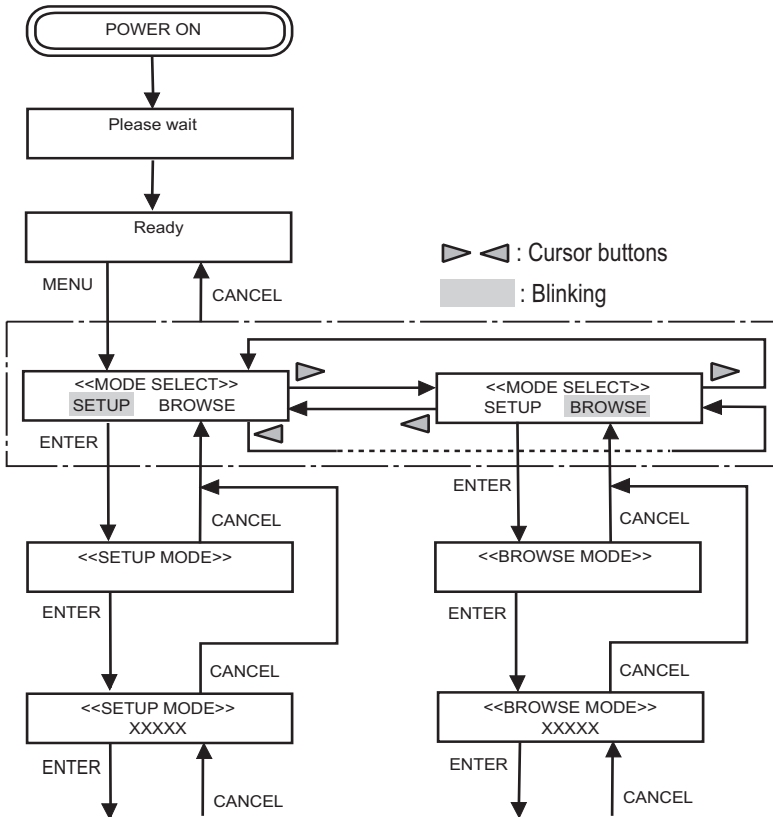 POWER ON
Please wait
Ready
: Cursor buttons
: Blinking
MENU
CANCEL
<<MODE SELECT>>
SETUP BROWSE
<<MODE SELECT>>
SETUP BROWSE
ENTER
CANCEL
<<SETUP MODE>>
ENTER
CANCEL
<<SETUP MODE>>
XXXXX
ENTER
CANCEL
ENTER
CANCEL
<<BROWSE MODE>>
ENTER
CANCEL
<<BROWSE MODE>>
XXXXX
ENTER
CANCEL